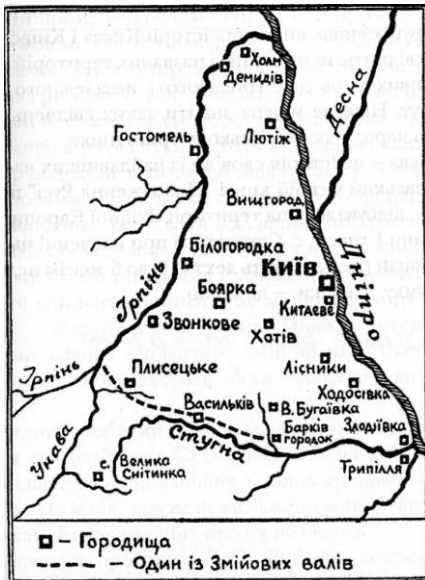 Холм
Демидів
Десна
Гостомель
Лютіж
Вишгород
Дніпро
Білогородка
Київ
Ірпінь
Боярка
Китаєве
Звонкове
Хотів
Ірпінь
Плисецьке
Лісники
Ходосівка
Васильків
В. Бугаївка
Унава
Стугна
Барків
городок
Злодіївка
с. Велика
Снітинка
Трипілля
- Городища
- Один із Змійових валів